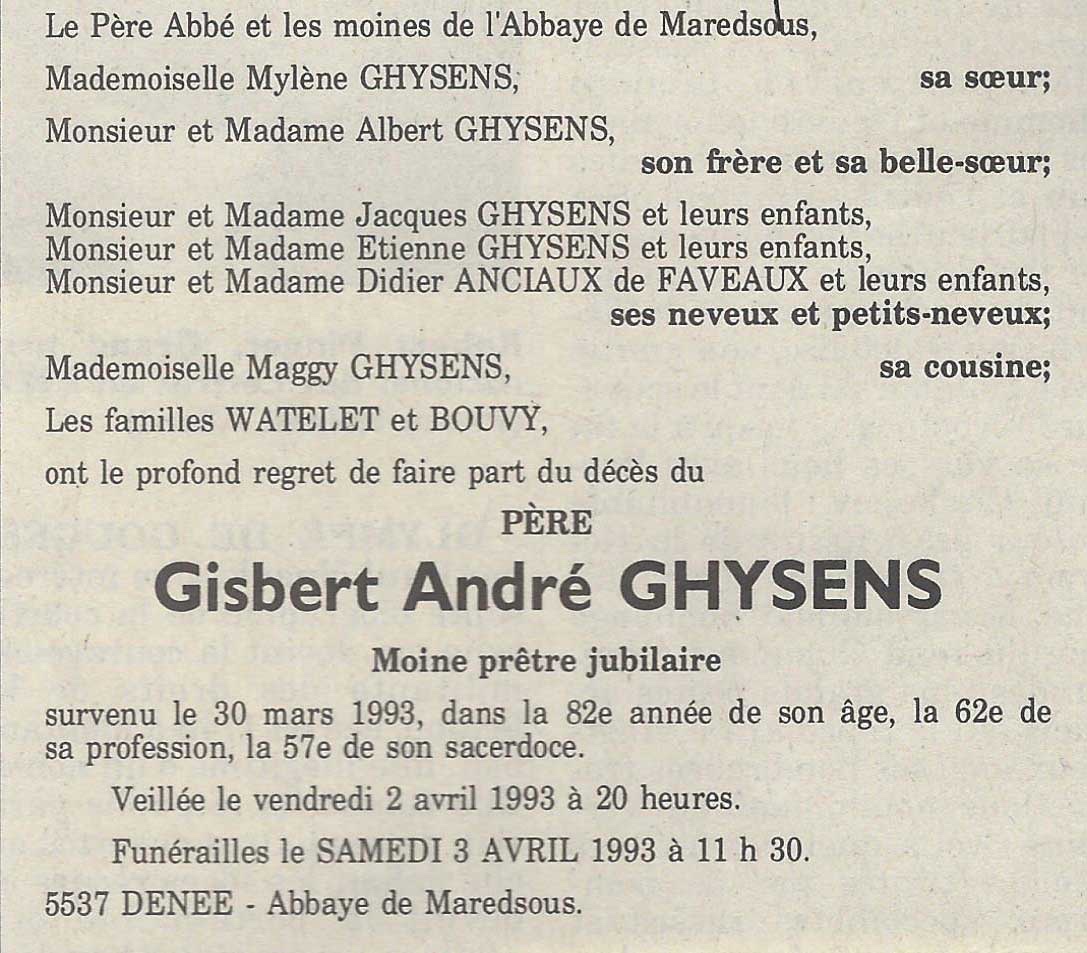 Le Père Abbé et les moines de l'Abbaye de Maredsous,
Mademoiselle Mylène GHYSENS, sa sœur;
Monsieur et Madame Albert GHYSENS,
son frère et sa belle-sœur;
Monsieur et Madame Jacques GHYSENS et leurs enfants,
Monsieur et Madame Etienne GHYSENS et leurs enfants,
Monsieur et Madame Didier ANCIAUX de FAVEAUX et leurs enfants,
ses neveux et petits-neveux;
Mademoiselle Maggy GHYSENS, sa cousine;
Les familles WATELET et BOUVY,
ont le profond regret de faire part du décès du
PÈRE
Gisbert André GHYSENS
Moine prêtre jubilaire
survenu le 30 mars 1993, dans la 82e année de son âge, la 62e de
sa profession, la 57e de son sacerdoce.
Veillée le vendredi 2 avril 1993 à 20 heures.
Funérailles le SAMEDI 3 AVRIL 1993 à 11 h 30.
5537 DENEE - Abbaye de Maredsous.